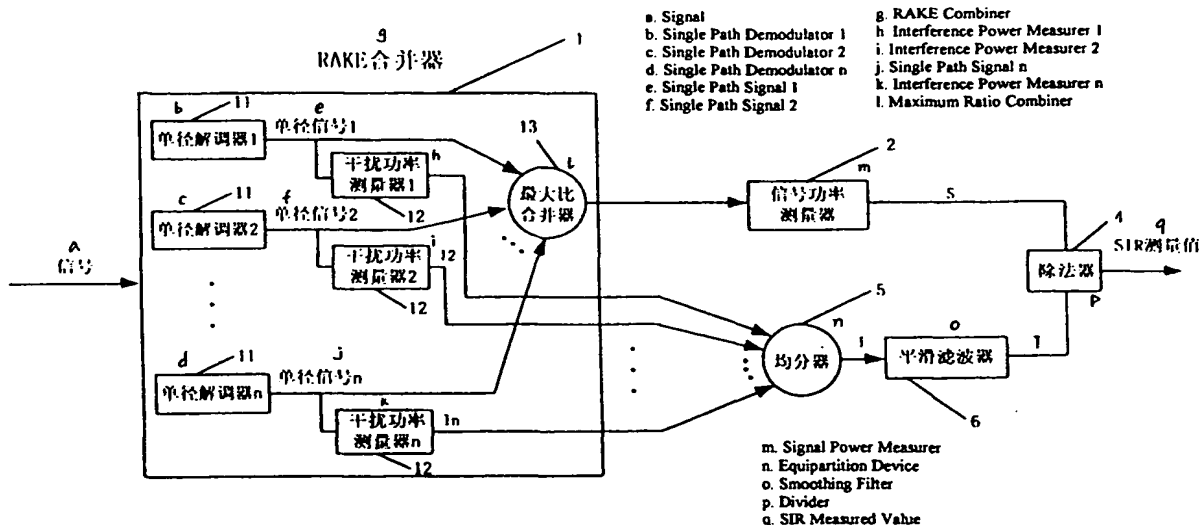 a. Signal
b. Single Path Demodulator 1
c. Single Path Demodulator 2
d. Single Path Demodulator n
e. Single Path Signal 1
f. Single Path Signal 2
g. RAKE Combiner
h Interference Power Measurer 1
i. Interference Power Measurer 2
j. Single Path Signal n
k. Interference Power Measurer n
l. Maximum Ratio Combiner
g
RAKE合并器
1
b
11
单径解调器1
e
单径信号1
干扰功率
测量器1
h
12
13
l
最大比
合并器
c
11
单径解调器2
f
单径信号2
干扰功率
测量器2
i
12
12
a
信号
d
11
单径解调器n
j
单径信号n
k
干扰功率
测量器n
In
12
2
m
信号功率
测量器
S
4
除法器
p
q
SIR测量值
5
n
均分器
I
o
平滑滤波器
6
I
m. Signal Power Measurer
n. Equipartition Device
o. Smoothing Filter
p. Divider
q. SIR Measured Value